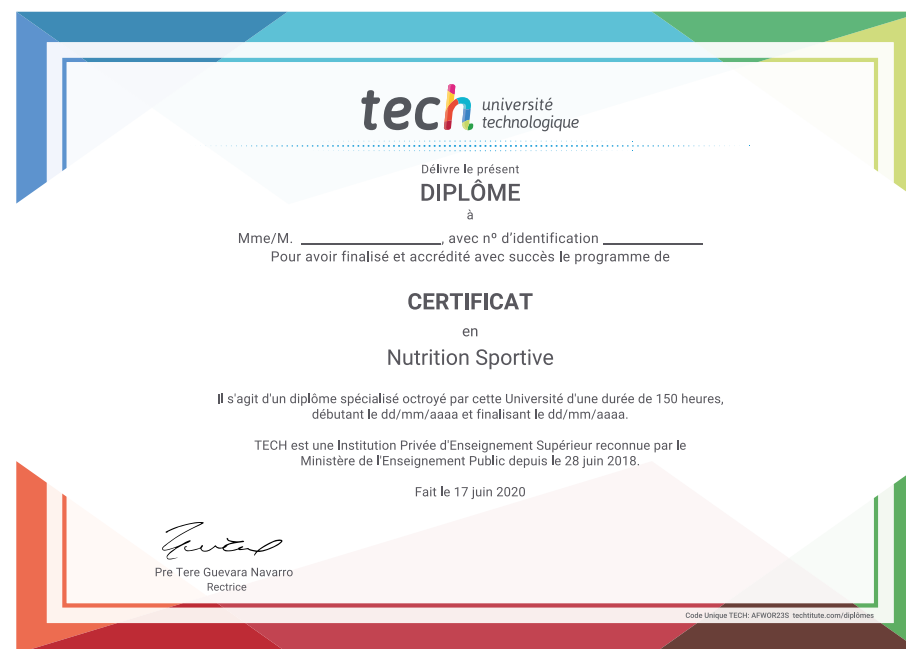 tech université
technologique
Délivre le présent
DIPLÔME
à
Mme/M. ____________________, avec nº d'identification ______________
Pour avoir finalisé et accrédité avec succès le programme de
CERTIFICAT
en
Nutrition Sportive
Il s'agit d'un diplôme spécialisé octroyé par cette Université d'une durée de 150 heures,
débutant le dd/mm/aaaa et finalisant le dd/mm/aaaa.
TECH est une Institution Privée d'Enseignement Supérieur reconnue par le
Ministère de l'Enseignement Public depuis le 28 juin 2018.
Fait le 17 juin 2020
Pre Tere Guevara Navarro
Rectrice
Code Unique TECH: AFWOR23S techtitute.com/diplômes